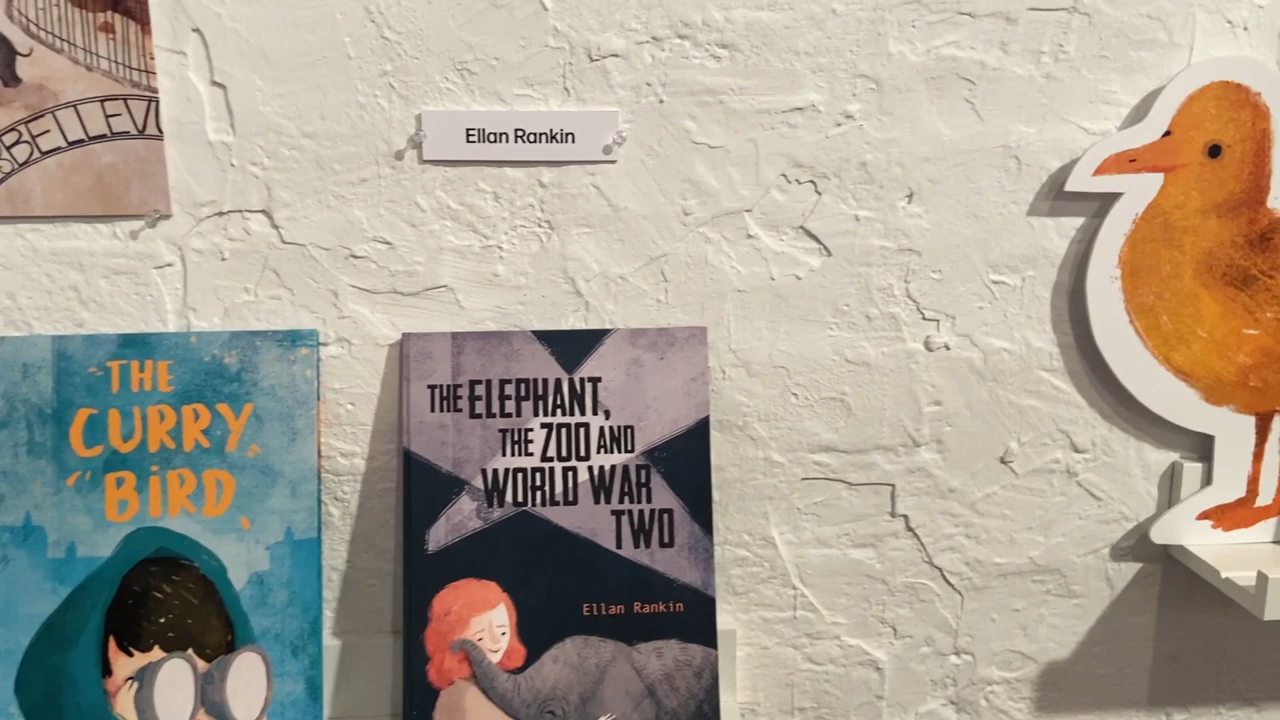 BELLEVU
Ellan Rankin
THE
CURRY
BIRD
THE ELEPHANT,
THE ZOO AND
WORLD WAR
TWO
Ellan Rankin